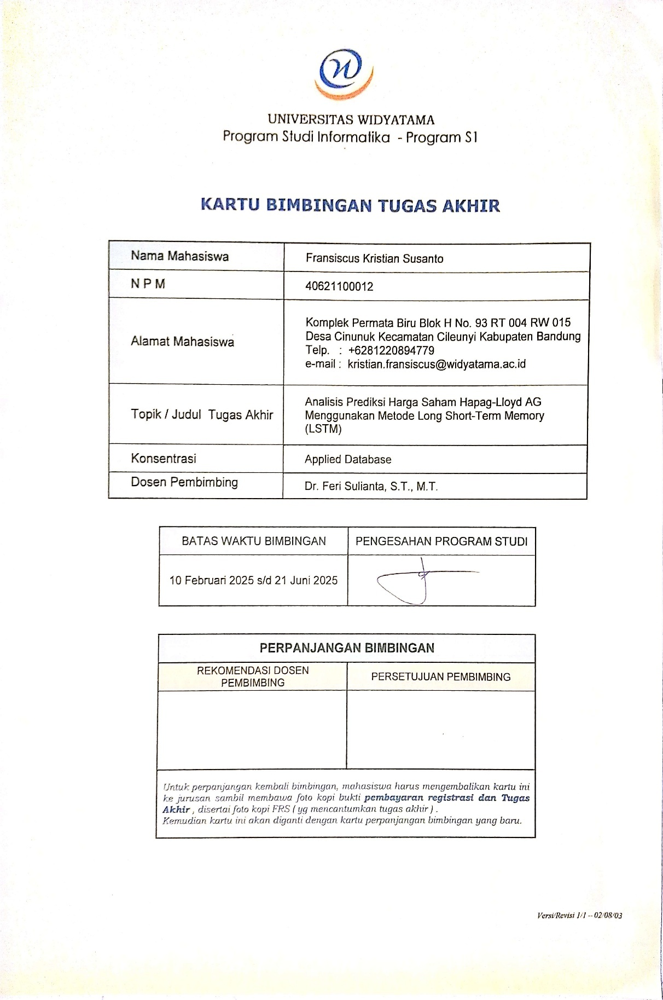 UNIVERSITAS WIDYATAMA
Program Studi Informatika - Program S1
KARTU BIMBINGAN TUGAS AKHIR
Nama Mahasiswa
Fransiscus Kristian Susanto
N P M
40621100012
Alamat Mahasiswa
Komplek Permata Biru Blok H No. 93 RT 004 RW 015
Desa Cinunuk Kecamatan Cileunyi Kabupaten Bandung
Telp. : +6281220894779
e-mail : kristian.fransiscus@widyatama.ac.id
Topik / Judul Tugas Akhir
Analisis Prediksi Harga Saham Hapag-Lloyd AG
Menggunakan Metode Long Short-Term Memory
(LSTM)
Konsentrasi
Applied Database
Dosen Pembimbing
Dr. Feri Sulianta, S.T., M.T.
BATAS WAKTU BIMBINGAN
PENGESAHAN PROGRAM STUDI
10 Februari 2025 s/d 21 Juni 2025
PERPANJANGAN BIMBINGAN
REKOMENDASI DOSEN
PEMBIMBING
PERSETUJUAN PEMBIMBING
Untuk perpanjangan kembali bimbingan, mahasiswa harus mengembalikan kartu ini
ke jurusan sambil membawa foto kopi bukti pembayaran registrasi dan Tugas
Akhir , disertai foto kopi FRS ( yg mencantumkan tugas akhir ) .
Kemudian kartu ini akan diganti dengan kartu perpanjangan bimbingan yang baru.
Versi/Revisi 1/1 -- 02/08/03